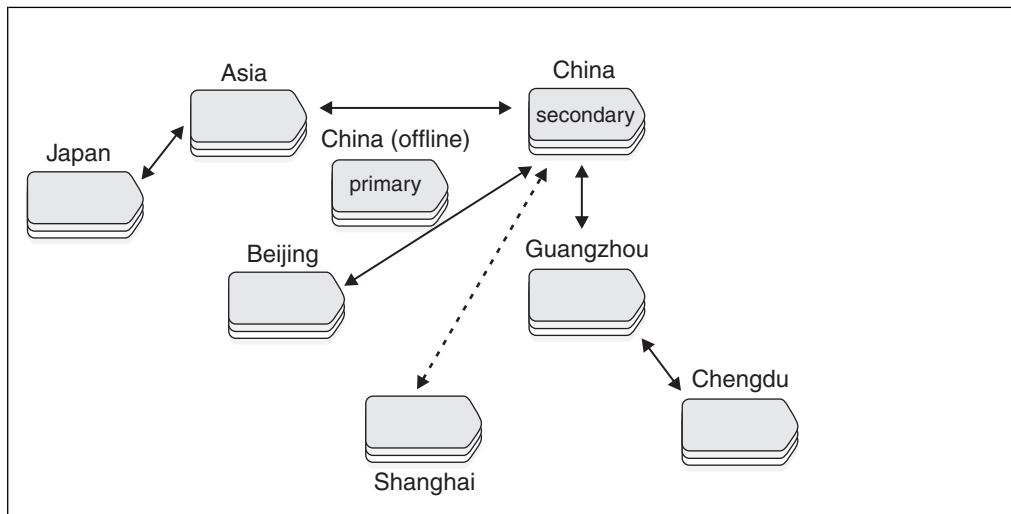 Asia
China
secondary
China (offline)
Japan
primary
Beijing
Guangzhou
Chengdu
Shanghai